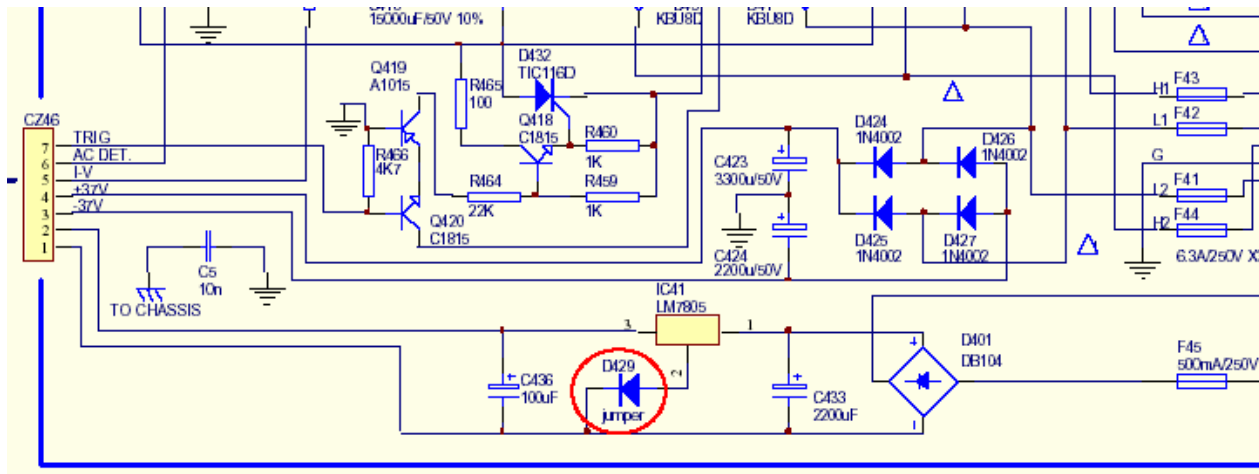 15000uF/50V 10%
KBU8D
KBU8D
D432
TIC116D
Q419
A1015
R465
100
Q418
C1815
R460
1K
R466
4K7
R464
22K
R459
1K
Q420
C1815
CZ46
7
6
5
4
3
2
1
TRIG
AC DET.
I-V
+37V
-37V
C5
10n
TO CHASSIS
C423
3300u/50V
+
C424
2200u/50V
+
D424
1N4002
D426
1N4002
D425
1N4002
D427
1N4002
H1
F43
L1
F42
G
L2
F41
H2
F44
6.3A/250V
IC41
LM7805
3
1
2
D429
jumper
+
C436
100uF
+
C433
2200uF
+
D401
DB104
F45
500mA/250V